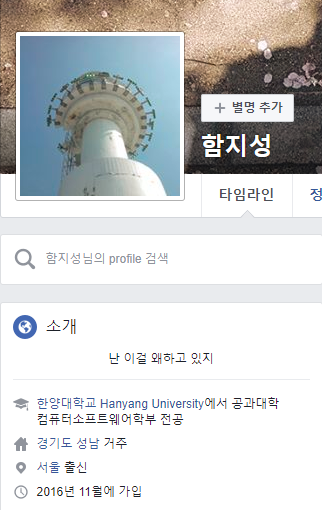 별명 추가
함지성
타임라인
정
함지성님의 profile 검색
소개
난 이걸 왜하고 있지
한양대학교 Hanyang University에서 공과대학
컴퓨터소프트웨어학부 전공
경기도 성남 거주
서울 출신
2016년 11월에 가입